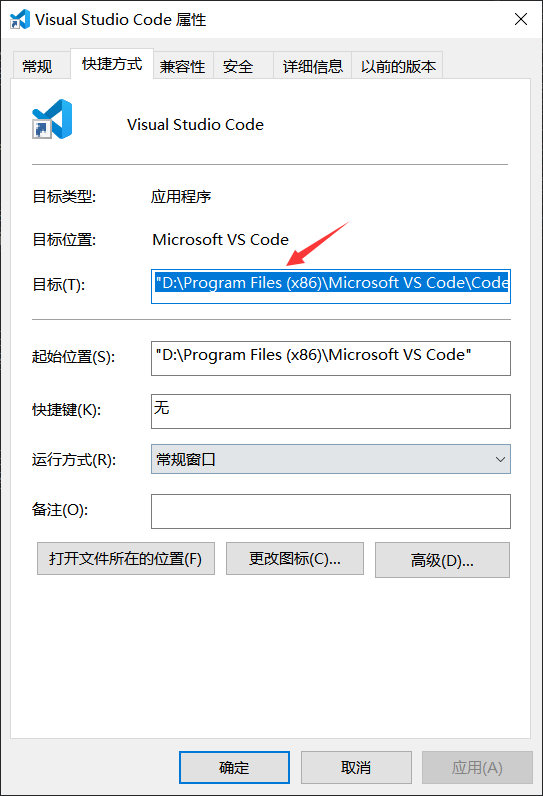 Visual Studio Code 属性
常规 快捷方式 兼容性 安全 详细信息 以前的版本
Visual Studio Code
目标类型: 应用程序
目标位置: Microsoft VS Code
目标(T): "D:\Program Files (x86)\Microsoft VS Code\Code
起始位置(S): "D:\Program Files (x86)\Microsoft VS Code"
快捷键(K): 无
运行方式(R): 常规窗口
备注(O):
打开文件所在的位置(F) 更改图标(C)... 高级(D)...
确定 取消 应用(A)